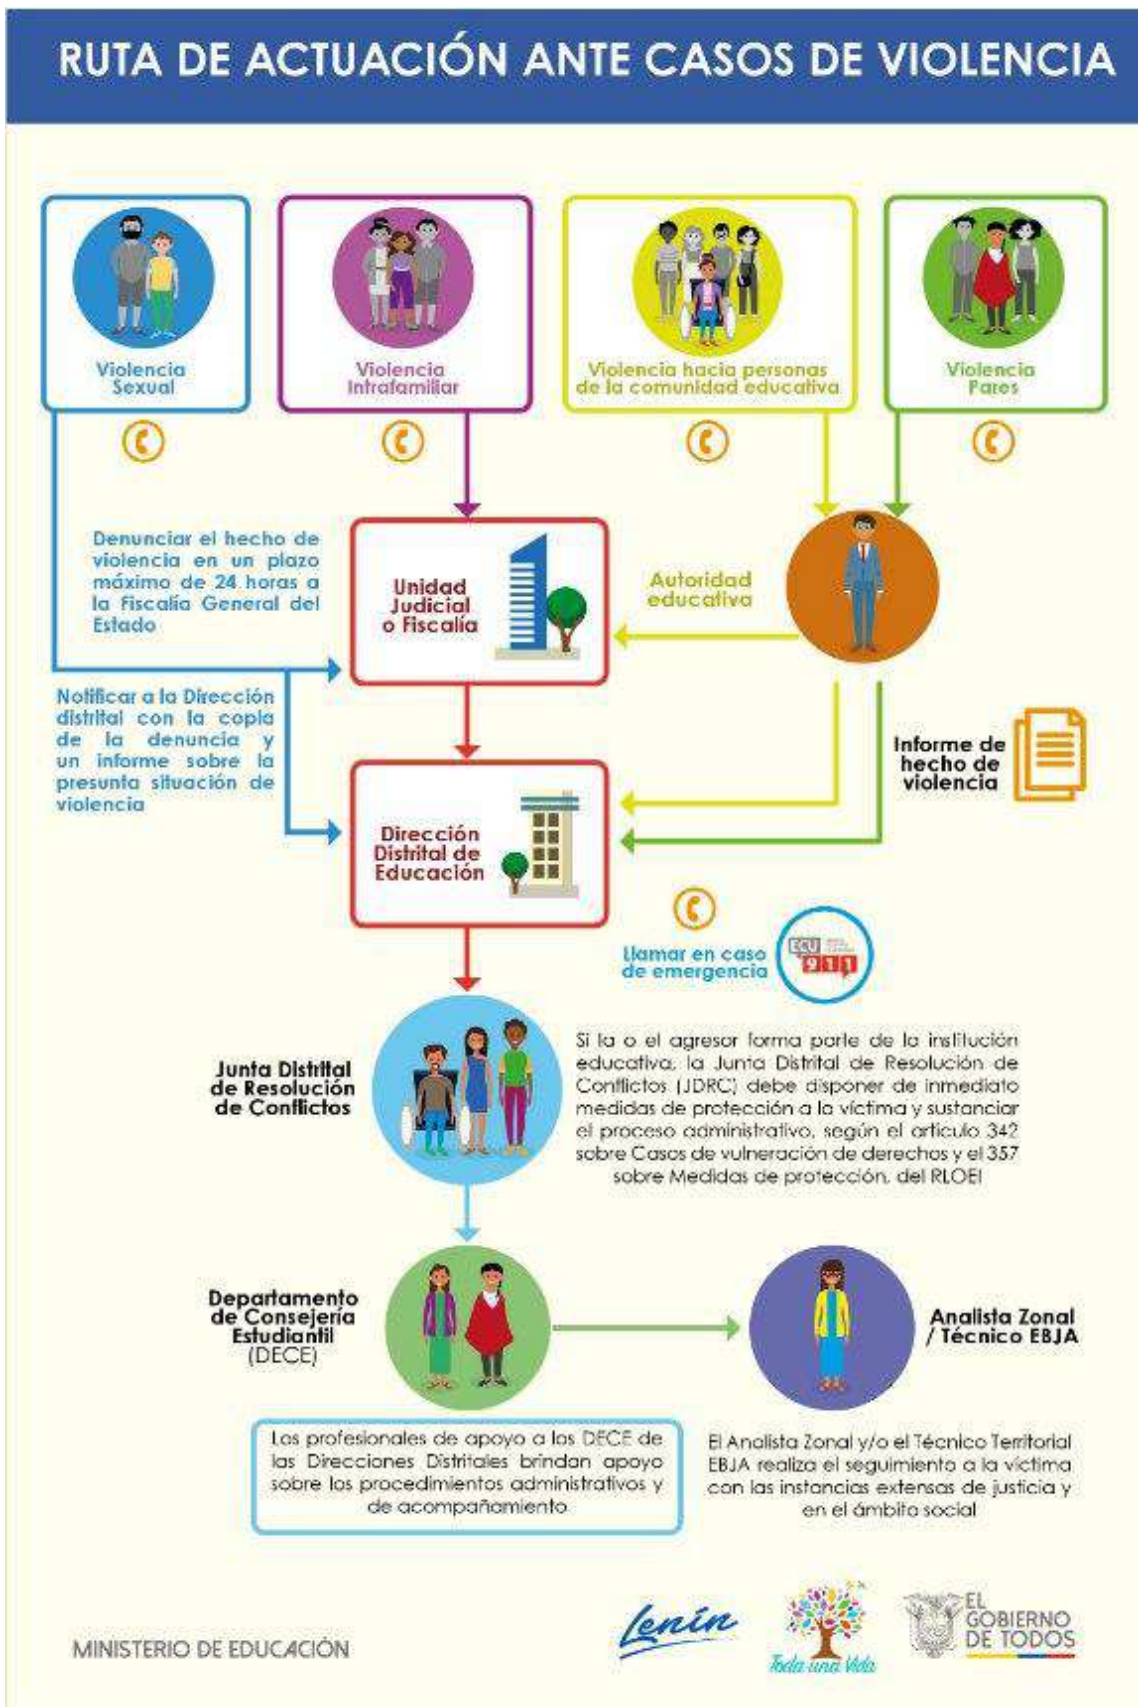 RUTA DE ACTUACIÓN ANTE CASOS DE VIOLENCIA
Violencia
Sexual
Violencia
Intrafamiliar
Violencia hacia personas
de la comunidad educativa
Violencia
Pares
Denunciar el hecho de
violencia en un plazo
máximo de 24 horas a
la Fiscalía General del
Estado
Unidad
Judicial
o Fiscalía
Autoridad
educativa
Notificar a la Dirección
distrital con la copia
de la denuncia y
un informe sobre la
presunta situación de
violencia
Informe de
hecho de
violencia
Dirección
Distrital de
Educación
Llamar en caso
de emergencia
ECU
911
Junta Distrital
de Resolución
de Conflictos
Si la o el agresor forma parte de la institución
educativa, la Junta Distrital de Resolución de
Conflictos (JDRC) debe disponer de inmediato
medidas de protección a la víctima y sustanciar
el proceso administrativo, según el artículo 342
sobre Casos de vulneración de derechos y el 357
sobre Medidas de protección, del RLOEI
Departamento
de Consejería
Estudiantil
(DECE)
Analista Zonal
/ Técnico EBJA
Los profesionales de apoyo a los DECE de
las Direcciones Distritales brindan apoyo
sobre los procedimientos administrativos y
de acompañamiento
El Analista Zonal y/o el Técnico Territorial
EBJA realiza el seguimiento a la víctima
con las instancias extensas de justicia y
en el ámbito social
MINISTERIO DE EDUCACIÓN
Lenín
Toda una Vida
EL
GOBIERNO
DE TODOS